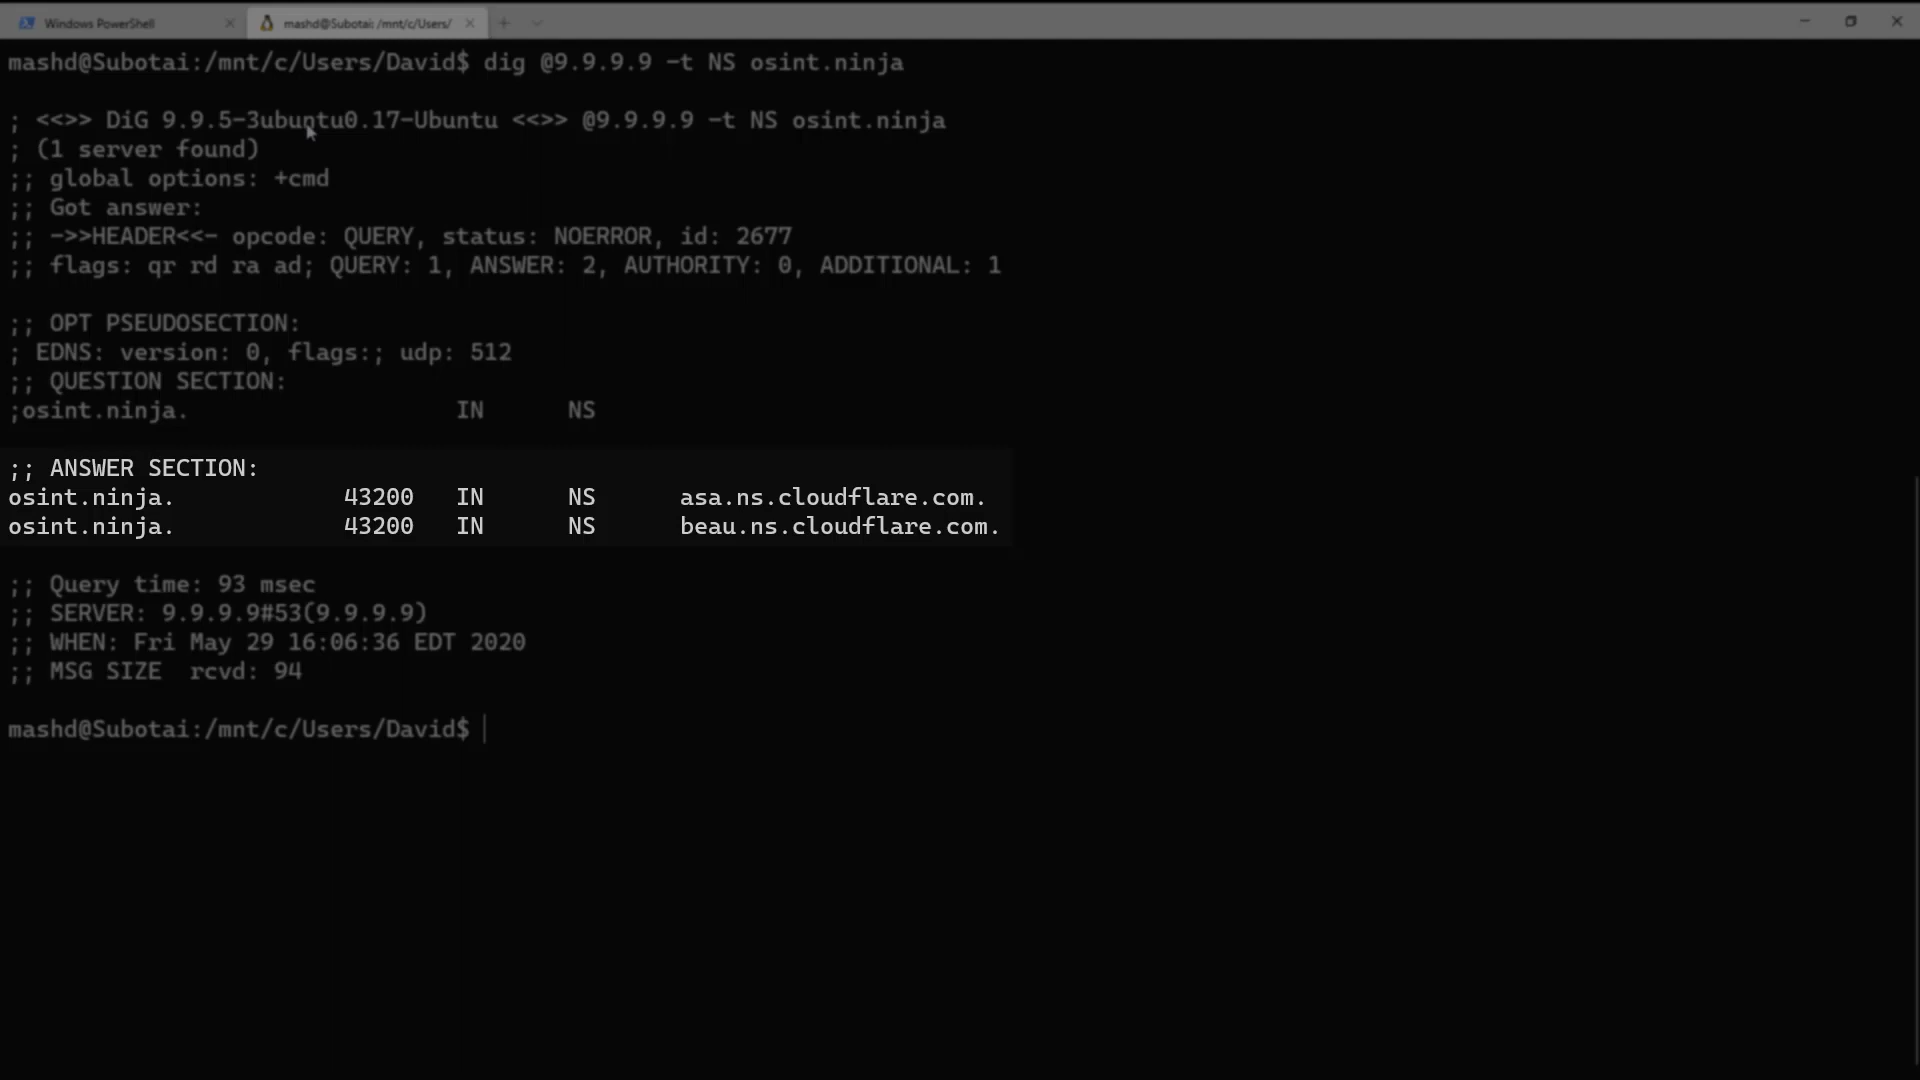 Windows PowerShell
mashd@Subotai: /mnt/c/Users/
mashd@Subotai:/mnt/c/Users/David$ dig @9.9.9.9 -t NS osint.ninja
; <<>> DiG 9.9.5-3ubuntu0.17-Ubuntu <<>> @9.9.9.9 -t NS osint.ninja
; (1 server found)
;; global options: +cmd
;; Got answer:
;; ->>HEADER<<- opcode: QUERY, status: NOERROR, id: 2677
;; flags: qr rd ra ad; QUERY: 1, ANSWER: 2, AUTHORITY: 0, ADDITIONAL: 1
;; OPT PSEUDOSECTION:
; EDNS: version: 0, flags:; udp: 512
;; QUESTION SECTION:
;osint.ninja. IN NS
;; ANSWER SECTION:
osint.ninja. 43200 IN NS asa.ns.cloudflare.com.
osint.ninja. 43200 IN NS beau.ns.cloudflare.com.
;; Query time: 93 msec
;; SERVER: 9.9.9.9#53(9.9.9.9)
;; WHEN: Fri May 29 16:06:36 EDT 2020
;; MSG SIZE rcvd: 94
mashd@Subotai:/mnt/c/Users/David$